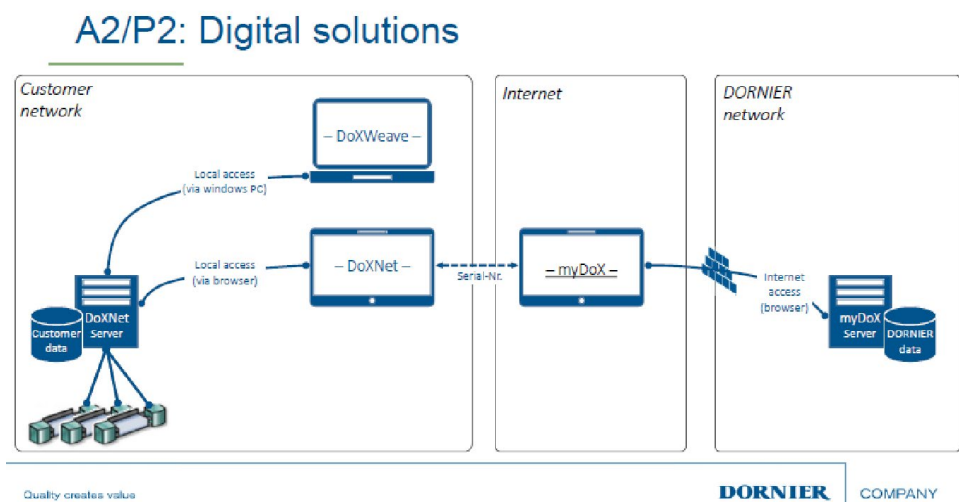 A2/P2: Digital solutions
Customer
network
Internet
DORNIER
network
– DoXWeave –
Local access
(via windows PC)
– DoXNet –
Local access
(via browser)
Serial-Nr.
– myDoX –
Internet
access
(browser)
DoXNet
Server
Customer
data
myDoX
Server
DORNIER
data
Quality creates value
DORNIER
COMPANY